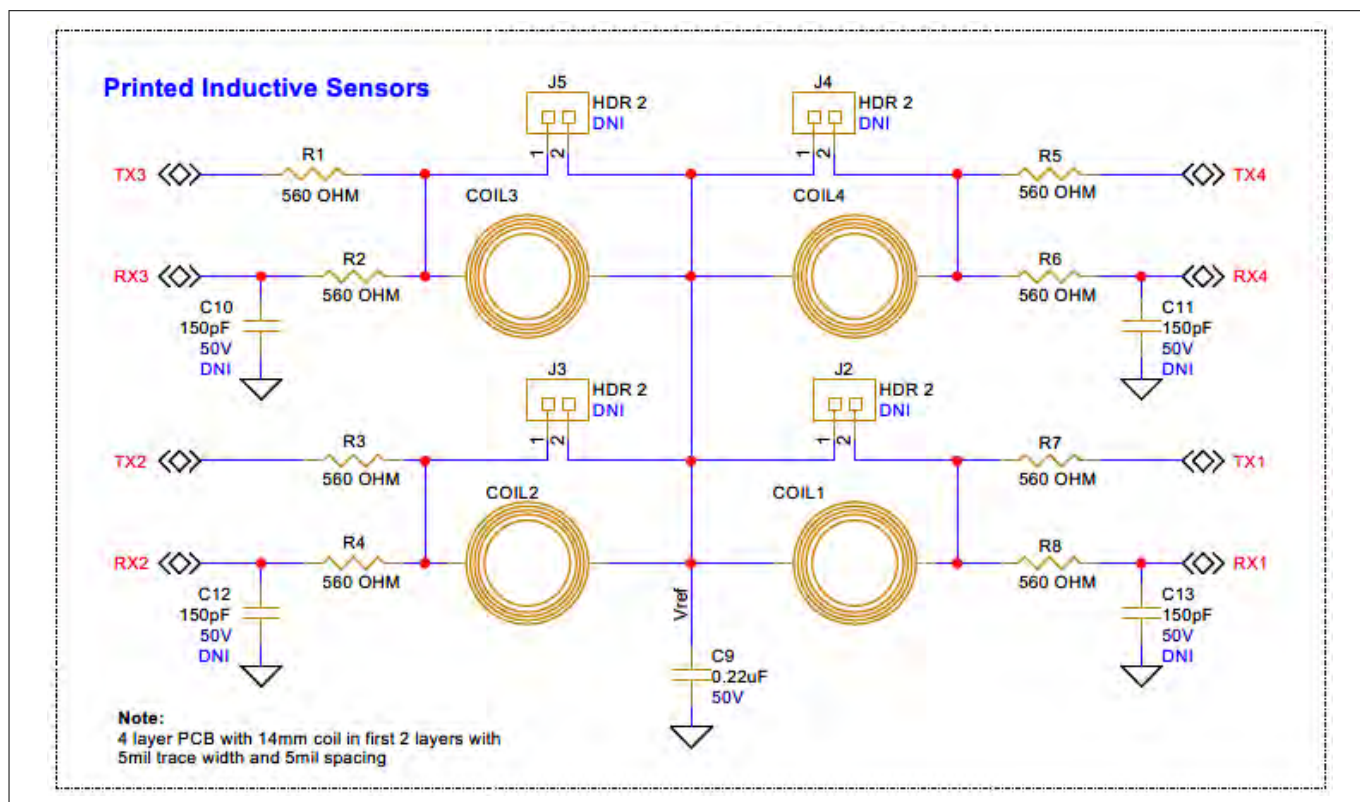 Printed Inductive Sensors
J5
HDR 2
DNI
1
2
J4
HDR 2
DNI
1
2
TX3
R1
560 OHM
R5
560 OHM
TX4
COIL3
COIL4
RX3
R2
560 OHM
R6
560 OHM
RX4
C10
150pF
50V
DNI
C11
150pF
50V
DNI
J3
HDR 2
DNI
1
2
J2
HDR 2
DNI
1
2
TX2
R3
560 OHM
R7
560 OHM
TX1
COIL2
COIL1
RX2
R4
560 OHM
R8
560 OHM
RX1
C12
150pF
50V
DNI
Vref
C13
150pF
50V
DNI
C9
0.22uF
50V
Note:
4 layer PCB with 14mm coil in first 2 layers with
5mil trace width and 5mil spacing